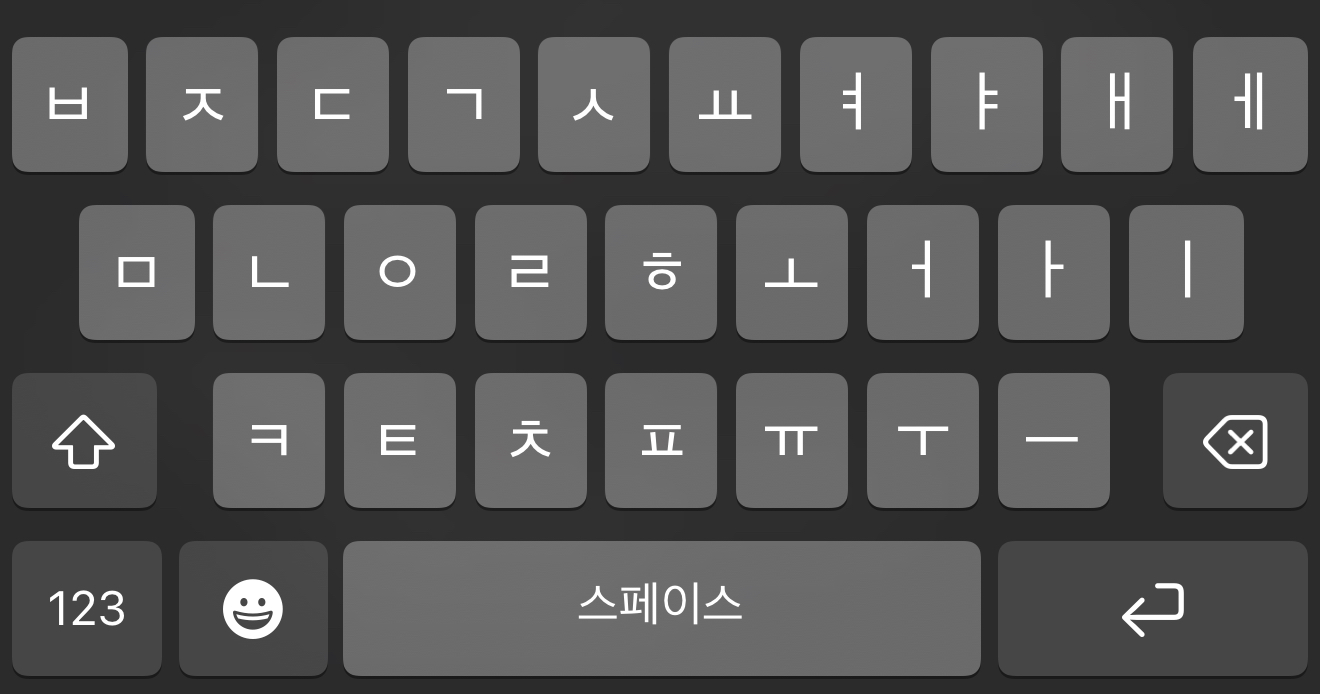 ㅂ ㅈ ㄷ ㄱ ㅅ ㅛ ㅕ ㅑ ㅐ ㅔ
ㅁ ㄴ ㅇ ㄹ ㅎ ㅗ ㅓ ㅏ ㅣ
ㅋ ㅌ ㅊ ㅍ ㅠ ㅜ ㅡ
123 스페이스